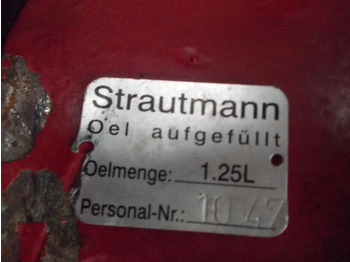 Strautmann
Oel aufgefüllt
Oelmenge: 1.25L
Personal-Nr.: 1047